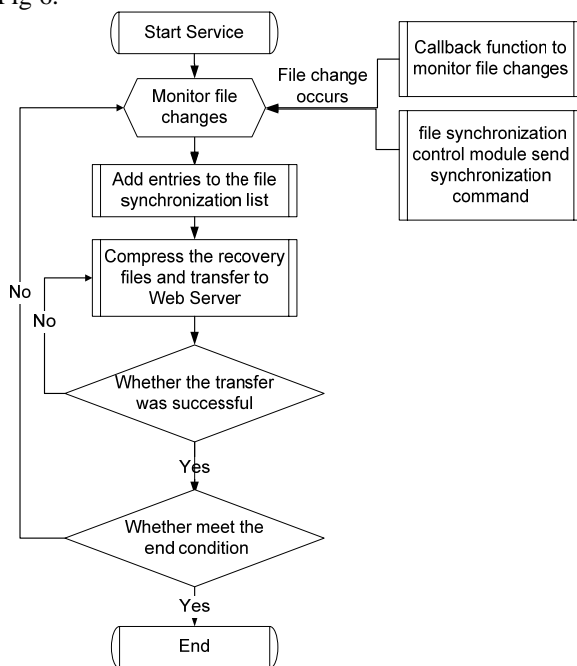 Fig 6.
Start Service
Callback function to
monitor file changes
File change
occurs
Monitor file
changes
file synchronization
control module send
synchronization
command
Add entries to the file
synchronization list
Compress the recovery
files and transfer to
Web Server
No
No
Whether the transfer
was successful
Yes
Whether meet the
end condition
Yes
End